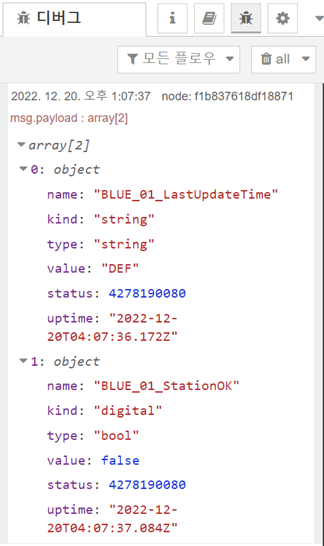 디버그
i
모든 플로우
all
2022. 12. 20. 오후 1:07:37 node: f1b837618df18871
msg.payload : array[2]
array[2]
0: object
name: "BLUE_01_LastUpdateTime"
kind: "string"
type: "string"
value: "DEF"
status: 4278190080
uptime: "2022-12-
20T04:07:36.172Z"
1: object
name: "BLUE_01_StationOK"
kind: "digital"
type: "bool"
value: false
status: 4278190080
uptime: "2022-12-
20T04:07:37.084Z"